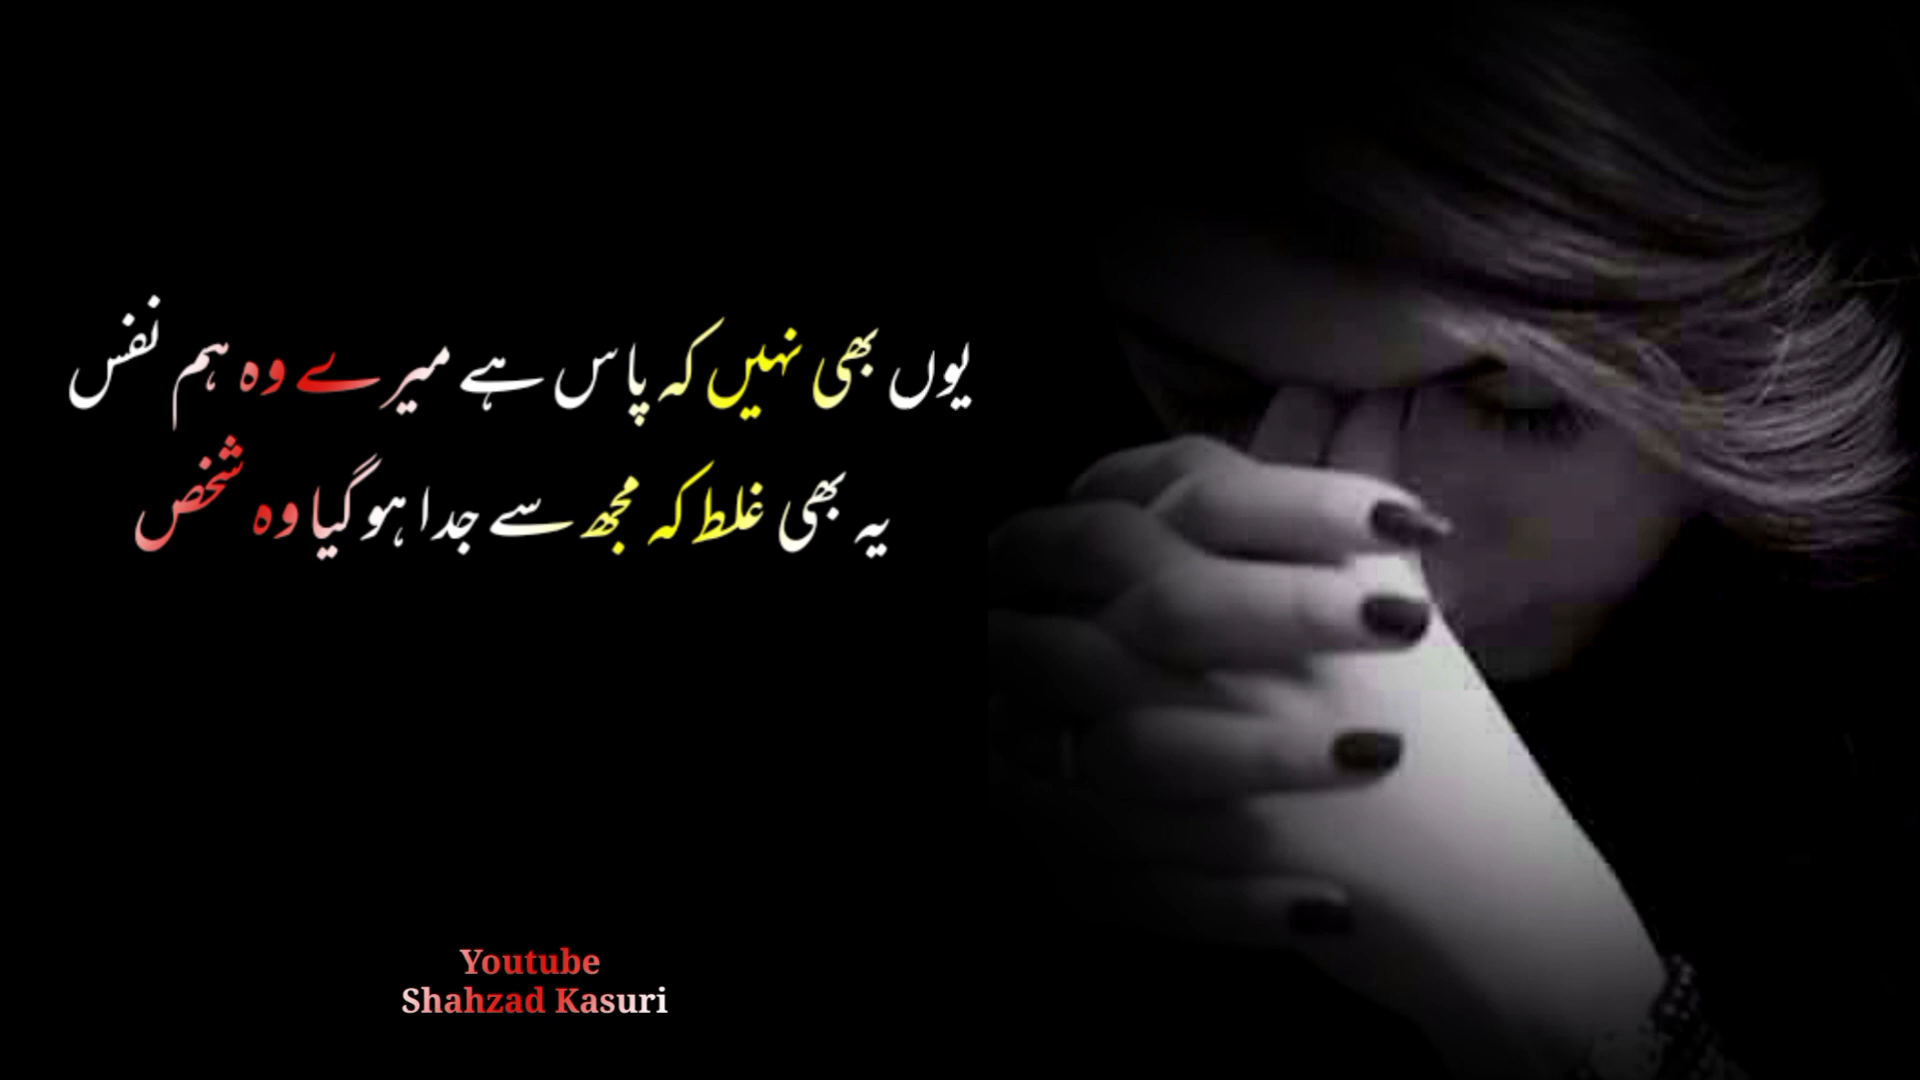 یوں بھی نہیں کہ پاس ہے میرے وہ ہم نفس
یہ بھی غلط کہ مجھ سے جدا ہو گیا وہ شخص
Youtube
Shahzad Kasuri